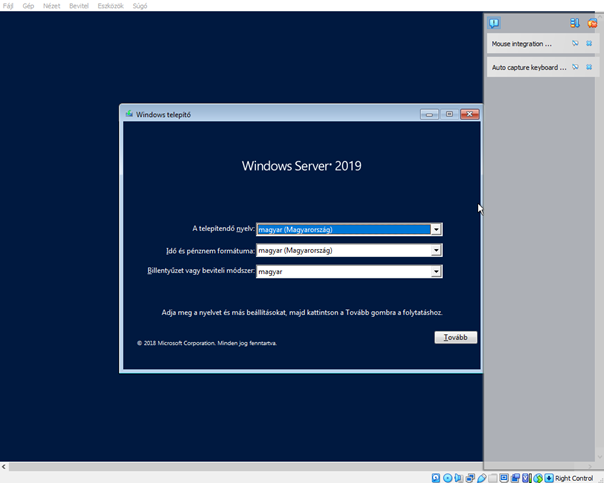 Fájl Gép Nézet Bevitel Eszközök Súgó
Mouse integration ...
Auto capture keyboard ...
Windows telepítő
Windows Server® 2019
A telepítendő nyelv: magyar (Magyarország)
Idő és pénznem formátuma: magyar (Magyarország)
Billentyűzet vagy beviteli módszer: magyar
Adja meg a nyelvet és más beállításokat, majd kattintson a Tovább gombra a folytatáshoz.
Tovább
© 2018 Microsoft Corporation. Minden jog fenntartva.
Right Control